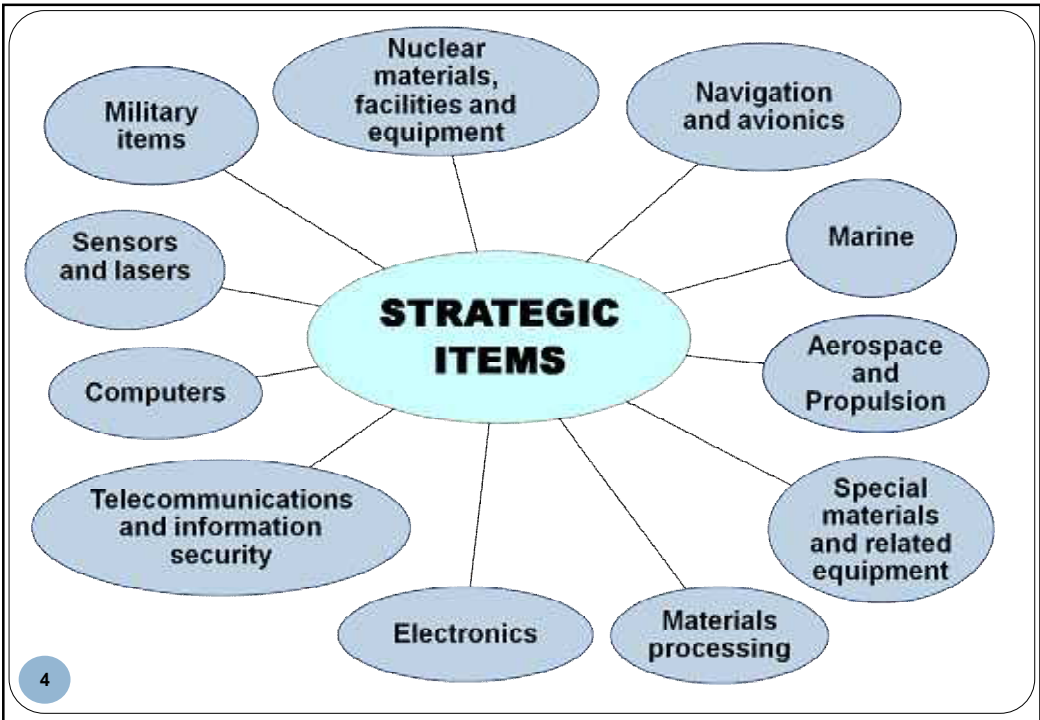 Nuclear
materials,
facilities and
equipment
Military
items
Navigation
and avionics
Sensors
and lasers
Marine
STRATEGIC
ITEMS
Computers
Aerospace
and
Propulsion
Telecommunications
and information
security
Special
materials
and related
equipment
Electronics
Materials
processing
4